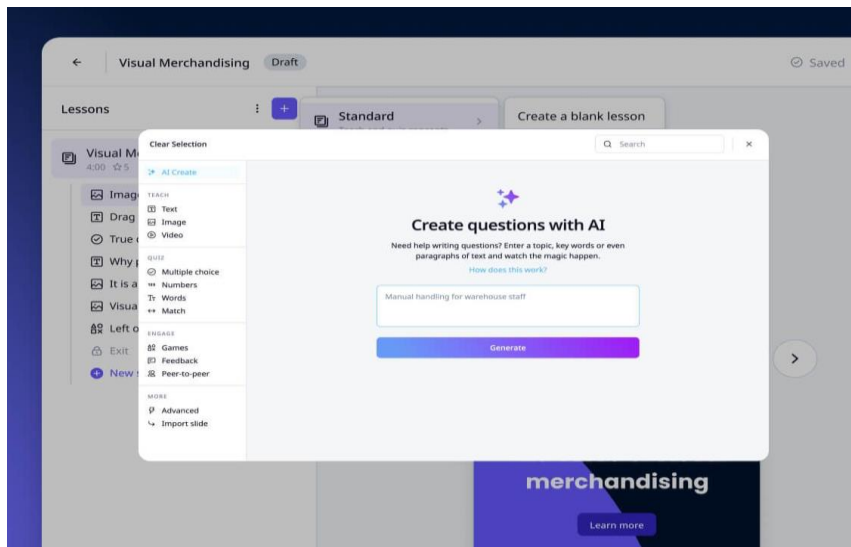 Visual Merchandising Draft
Saved
Lessons
Standard
Create a blank lesson
Visual M
4:00 5
Imag
Drag
True
Why p
It is a
Visua
Left o
Exit
New
Clear Selection
Search
AI Create
TEACH
Text
Image
Video
QUIZ
Multiple choice
Numbers
Words
Match
ENGAGE
Games
Feedback
Peer-to-peer
MORE
Advanced
Import slide
Create questions with AI
Need help writing questions? Enter a topic, key words or even
paragraphs of text and watch the magic happen.
How does this work?
Manual handling for warehouse staff
Generate
merchandising
Learn more